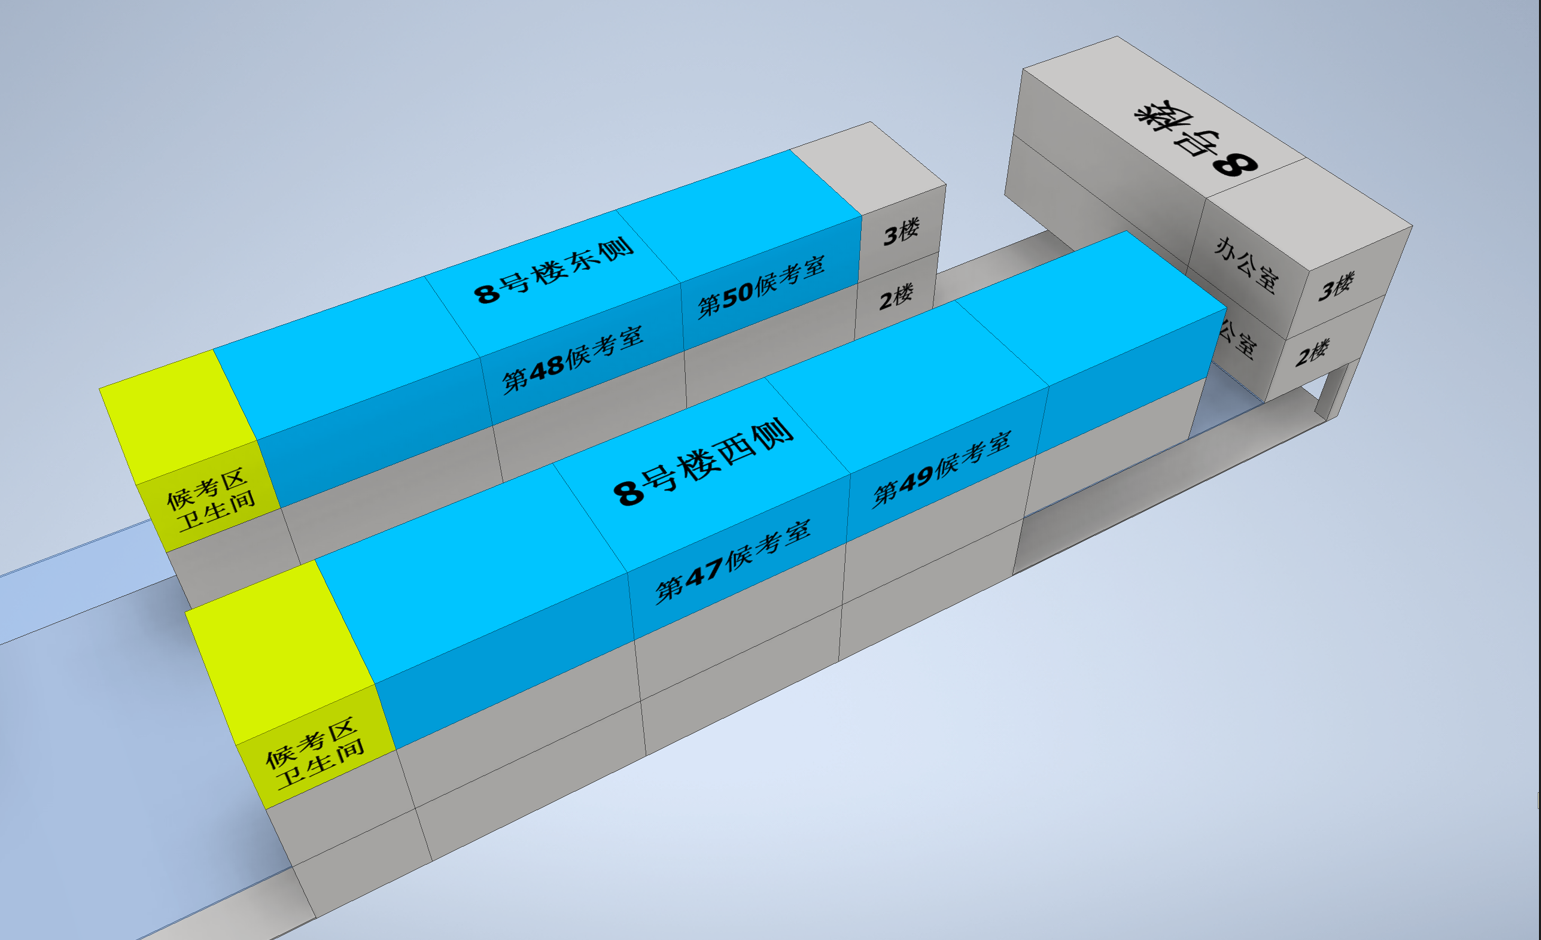 8号楼
办公室
3楼
公室
2楼
8号楼东侧
3楼
第50候考室
2楼
第48候考室
候考区
卫生间
8号楼西侧
第49候考室
第47候考室
候考区
卫生间